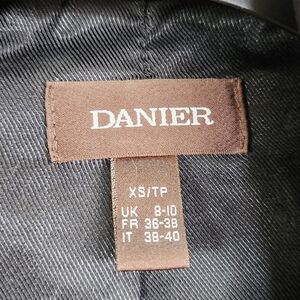 DANIER
XS/TP
UK 8-10
FR 36-38
IT 38-40